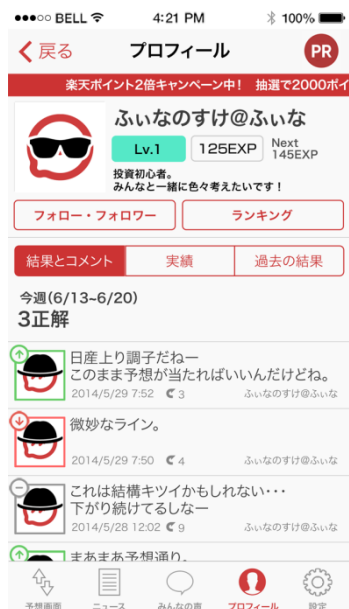 BELL 4:21 PM 100%
戻る プロフィール PR
楽天ポイント2倍キャンペーン中! 抽選で2000ポイ
ふぃなのすけ@ふぃな
Lv.1 125EXP Next
145EXP
投資初心者。
みんなと一緒に色々考えたいです!
フォロー・フォロワー ランキング
結果とコメント 実績 過去の結果
今週(6/13~6/20)
3正解
日産上り調子だねー
このまま予想が当たればいいんだけどね。
2014/5/29 7:52 3 ふぃなのすけ@ふぃな
微妙なライン。
2014/5/29 7:50 4 ふぃなのすけ@ふぃな
これは結構キツイかもしれない・・・
下がり続けてるしなー
2014/5/28 12:02 9 ふぃなのすけ@ふぃな
まあまあ予想通り。
予想画面 ニュース みんなの声 プロフィール 設定